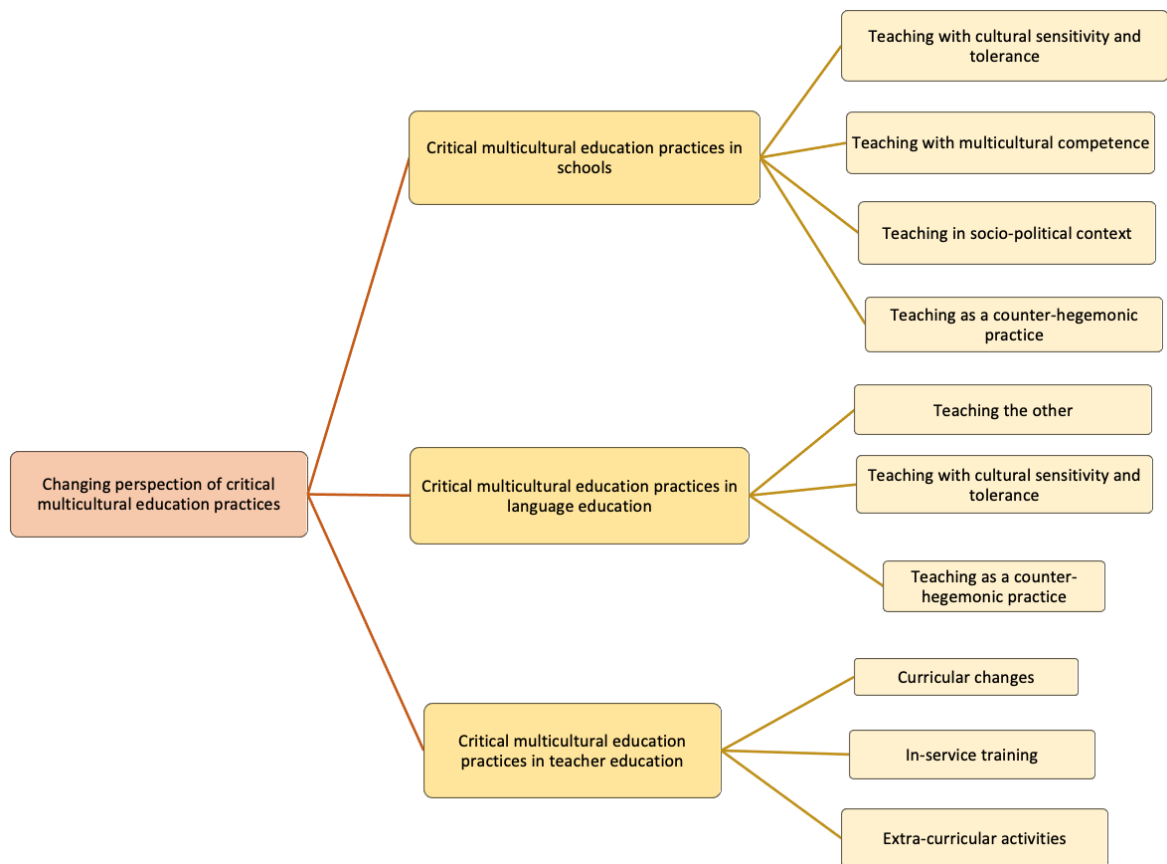 Changing perspection of critical
multicultural education practices
Critical multicultural education practices in
schools
Teaching with cultural sensitivity and
tolerance
Teaching with multicultural competence
Teaching in socio-political context
Teaching as a counter-hegemonic
practice
Critical multicultural education practices in
language education
Teaching the other
Teaching with cultural sensitivity and
tolerance
Teaching as a counter-
hegemonic practice
Critical multicultural education
practices in teacher education
Curricular changes
In-service training
Extra-curricular activities